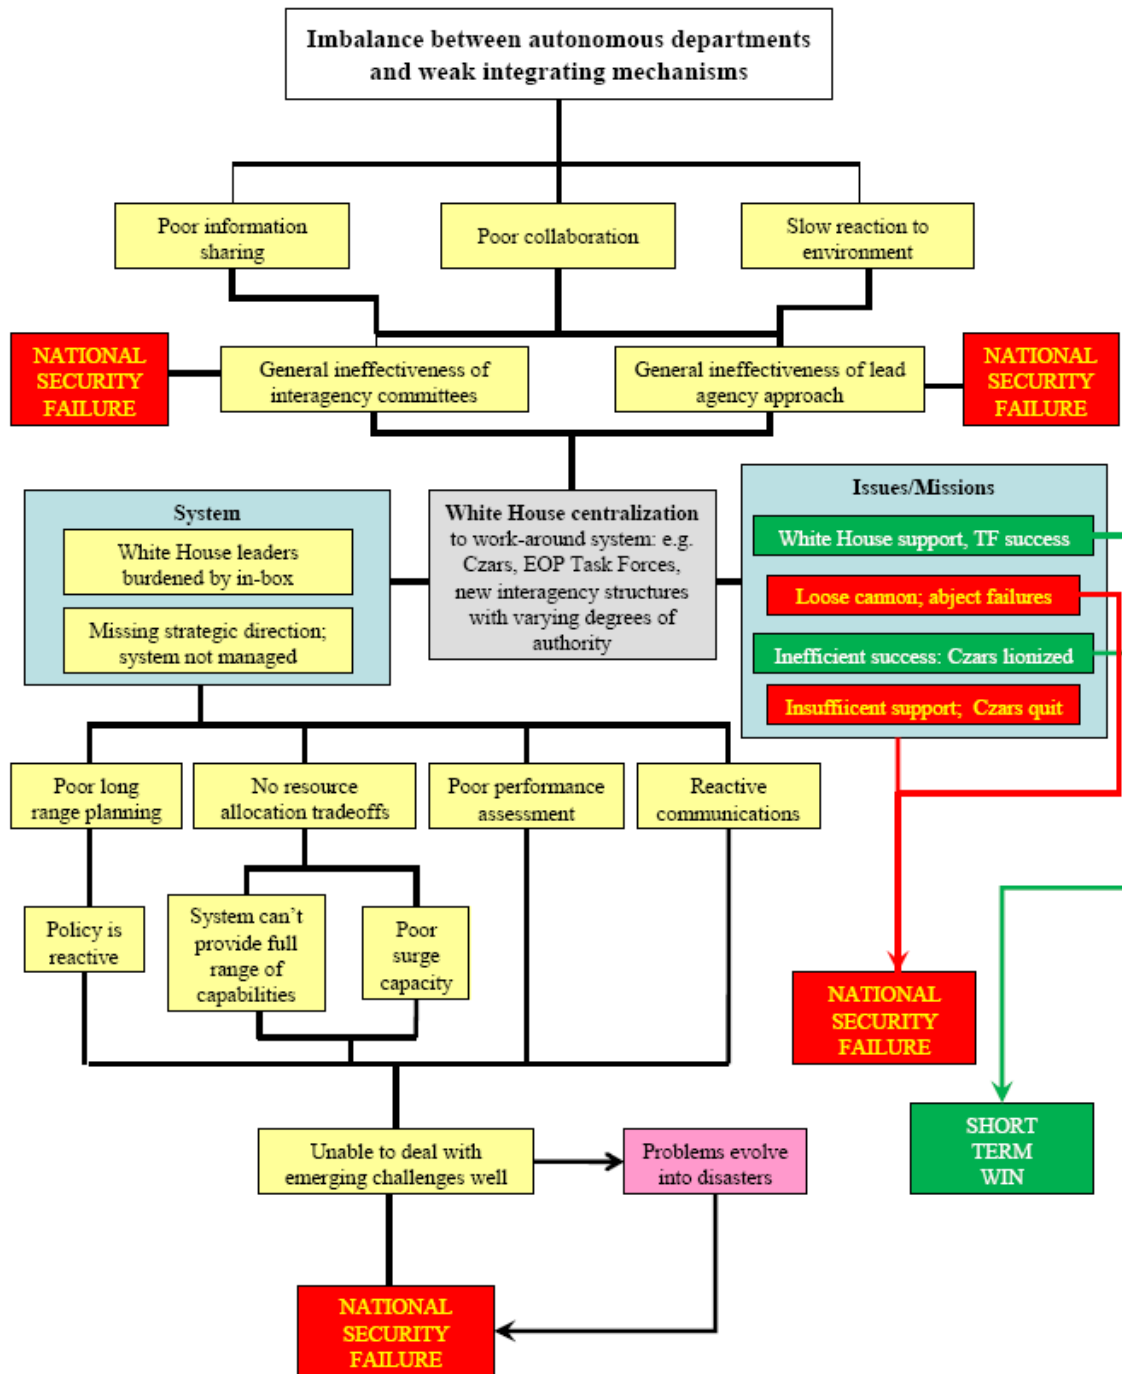 Imbalance between autonomous departments
and weak integrating mechanisms
Poor information
sharing
Poor collaboration
Slow reaction to
environment
NATIONAL
SECURITY
FAILURE
General ineffectiveness of
interagency committees
General ineffectiveness of lead
agency approach
NATIONAL
SECURITY
FAILURE
System
White House leaders
burdened by in-box
Missing strategic direction;
system not managed
White House centralization
to work-around system: e.g.
Czars, EOP Task Forces,
new interagency structures
with varying degrees of
authority
Issues/Missions
White House support, TF success
Loose cannon; abject failures
Inefficient success: Czars lionized
Insuffiicent support; Czars quit
Poor long
range planning
No resource
allocation tradeoffs
Poor performance
assessment
Reactive
communications
Policy is
reactive
System can't
provide full
range of
capabilities
Poor
surge
capacity
NATIONAL
SECURITY
FAILURE
SHORT
TERM
WIN
Unable to deal with
emerging challenges well
Problems evolve
into disasters
NATIONAL
SECURITY
FAILURE